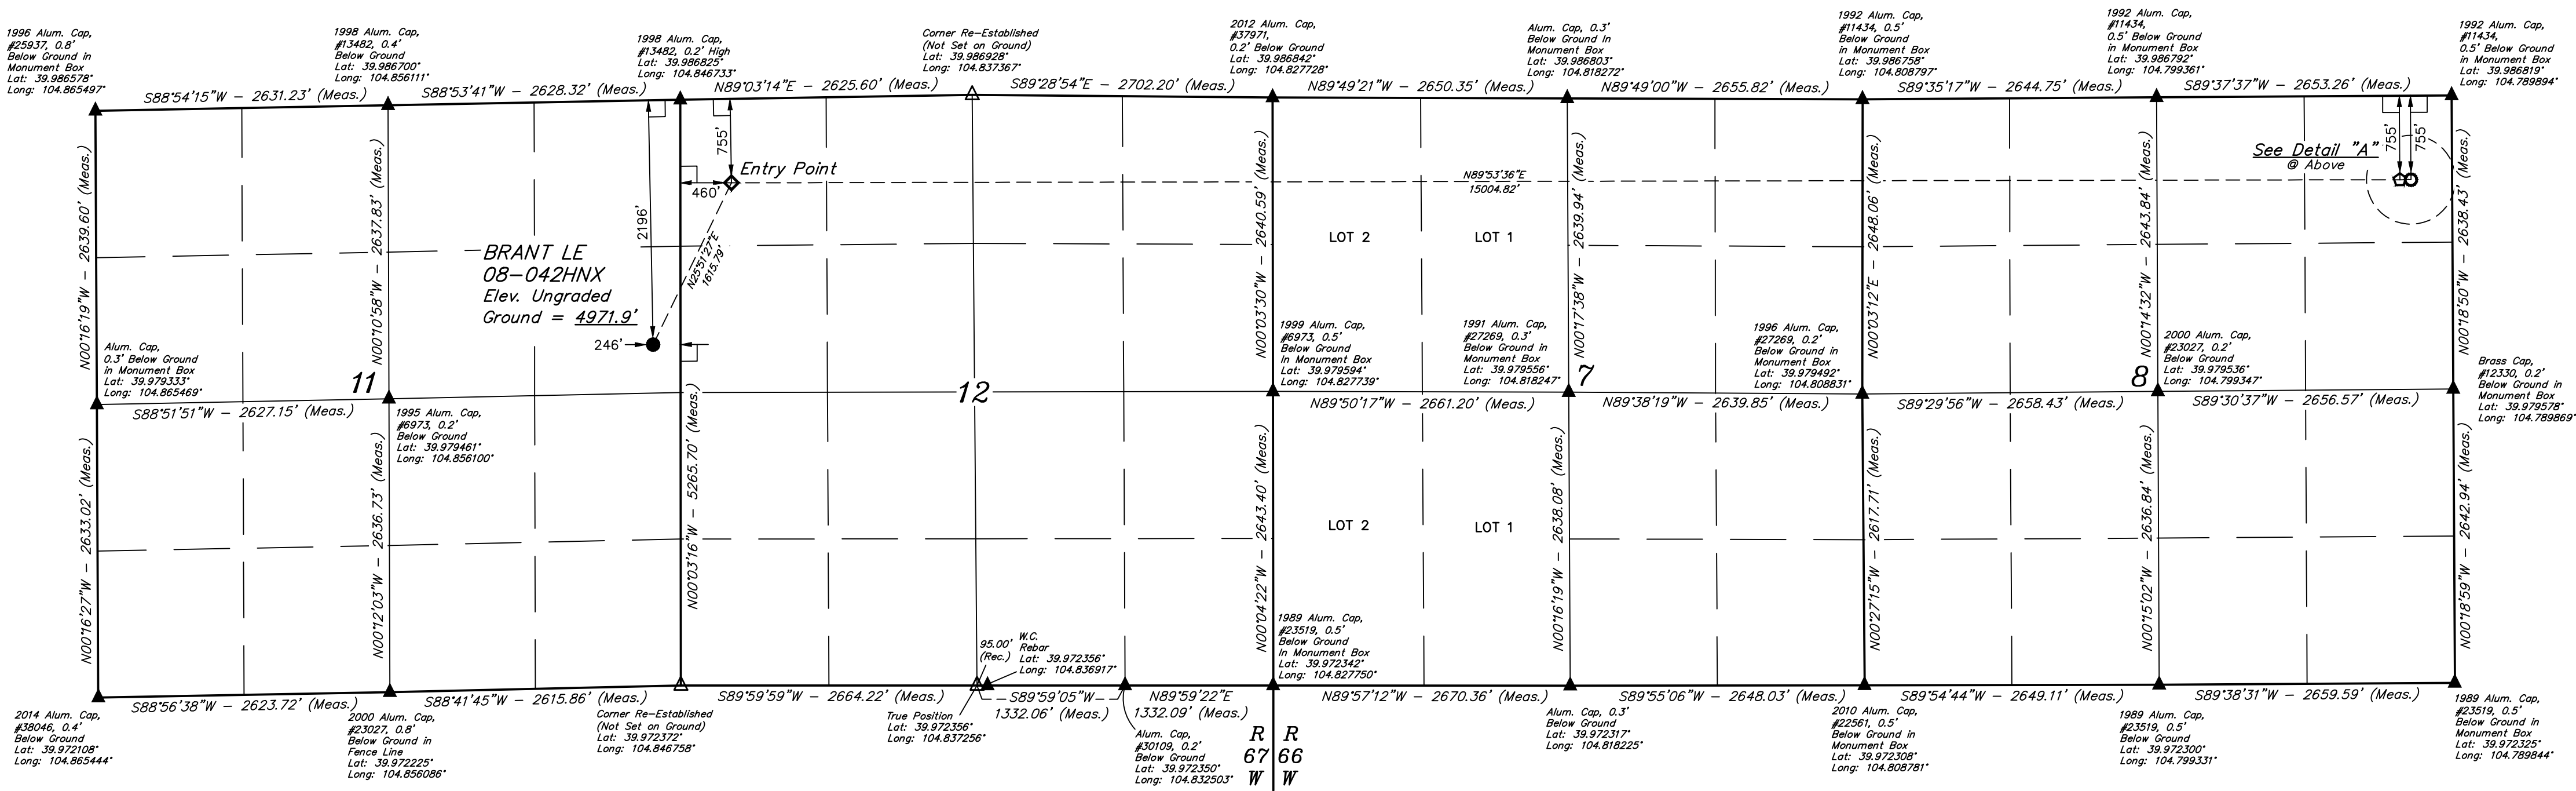 1996 Alum. Cap,
#25937, 0.8'
Below Ground in
Monument Box
Lat: 39.986578°
Long: 104.865497°
1998 Alum. Cap,
#13482, 0.4'
Below Ground
Lat: 39.986700°
Long: 104.856111°
1998 Alum. Cap,
#13482, 0.2' High
Lat: 39.986825°
Long: 104.846733°
Corner Re-Established
(Not Set on Ground)
Lat: 39.986928°
Long: 104.837367°
2012 Alum. Cap,
#37971,
0.2' Below Ground
Lat: 39.986842°
Long: 104.827728°
Alum. Cap, 0.3'
Below Ground In
Monument Box
Lat: 39.986803°
Long: 104.818272°
1992 Alum. Cap,
#11434, 0.5'
Below Ground
in Monument Box
Lat: 39.986758°
Long: 104.808797°
1992 Alum. Cap,
#11434,
0.5' Below Ground
in Monument Box
Lat: 39.986792°
Long: 104.799361°
1992 Alum. Cap,
#11434,
0.5' Below Ground
in Monument Box
Lat: 39.986819°
Long: 104.789894°
S88°54'15"W - 2631.23' (Meas.)
S88°53'41"W - 2628.32' (Meas.)
N89°03'14"E - 2625.60' (Meas.)
S89°28'54"E - 2702.20' (Meas.)
N89°49'21"W - 2650.35' (Meas.)
N89°49'00"W - 2655.82' (Meas.)
S89°35'17"W - 2644.75' (Meas.)
S89°37'37"W - 2653.26' (Meas.)
N00°16'19"W - 2639.60' (Meas.)
N00°10'58"W - 2637.83' (Meas.)
2196'
755'
460'
Entry Point
N25°51'27"E
1615.79'
BRANT LE
08-042HNX
Elev. Ungraded
Ground = 4971.9'
246'
N89°53'36"E
15004.82'
N00°03'30"W - 2640.59' (Meas.)
LOT 2
LOT 1
N00°17'38"W - 2639.94' (Meas.)
N00°03'12"E - 2648.06' (Meas.)
N00°14'32"W - 2643.84' (Meas.)
See Detail "A"
@ Above
755'
755'
N00°18'50"W - 2638.43' (Meas.)
Alum. Cap,
0.3' Below Ground
in Monument Box
Lat: 39.979333°
Long: 104.865469°
11
12
7
8
1995 Alum. Cap,
#6973, 0.2'
Below Ground
Lat: 39.979461°
Long: 104.856100°
1999 Alum. Cap,
#6973, 0.5'
Below Ground
In Monument Box
Lat: 39.979594°
Long: 104.827739°
1991 Alum. Cap,
#27269, 0.3'
Below Ground in
Monument Box
Lat: 39.979556°
Long: 104.818247°
1996 Alum. Cap,
#27269, 0.2'
Below Ground in
Monument Box
Lat: 39.979492°
Long: 104.808831°
2000 Alum. Cap,
#23027, 0.2'
Below Ground
Lat: 39.979536°
Long: 104.799347°
Brass Cap,
#12330, 0.2'
Below Ground in
Monument Box
Lat: 39.979578°
Long: 104.789869°
S88°51'51"W - 2627.15' (Meas.)
N89°50'17"W - 2661.20' (Meas.)
N89°38'19"W - 2639.85' (Meas.)
S89°29'56"W - 2658.43' (Meas.)
S89°30'37"W - 2656.57' (Meas.)
N00°16'27"W - 2633.02' (Meas.)
N00°12'03"W - 2636.73' (Meas.)
N00°03'16"W - 5265.70' (Meas.)
N00°04'22"W - 2643.40' (Meas.)
LOT 2
LOT 1
N00°16'19"W - 2638.08' (Meas.)
N00°27'15"W - 2617.71' (Meas.)
N00°15'02"W - 2636.84' (Meas.)
N00°18'59"W - 2642.94' (Meas.)
95.00'
(Rec.)
W.C.
Rebar
Lat: 39.972356°
Long: 104.836917°
1989 Alum. Cap,
#23519, 0.5'
Below Ground
In Monument Box
Lat: 39.972342°
Long: 104.827750°
S88°56'38"W - 2623.72' (Meas.)
S88°41'45"W - 2615.86' (Meas.)
S89°59'59"W - 2664.22' (Meas.)
S89°59'05"W
1332.06' (Meas.)
N89°59'22"E
1332.09' (Meas.)
N89°57'12"W - 2670.36' (Meas.)
S89°55'06"W - 2648.03' (Meas.)
S89°54'44"W - 2649.11' (Meas.)
S89°38'31"W - 2659.59' (Meas.)
2014 Alum. Cap,
#38046, 0.4'
Below Ground
Lat: 39.972108°
Long: 104.865444°
2000 Alum. Cap,
#23027, 0.8'
Below Ground in
Fence Line
Lat: 39.972225°
Long: 104.856086°
Corner Re-Established
(Not Set on Ground)
Lat: 39.972372°
Long: 104.846758°
True Position
Lat: 39.972356°
Long: 104.837256°
Alum. Cap,
#30109, 0.2'
Below Ground
Lat: 39.972350°
Long: 104.832503°
R R
67 66
W W
Alum. Cap, 0.3'
Below Ground
Lat: 39.972317°
Long: 104.818225°
2010 Alum. Cap,
#22561, 0.5'
Below Ground in
Monument Box
Lat: 39.972308°
Long: 104.808781°
1989 Alum. Cap,
#23519, 0.5'
Below Ground
Lat: 39.972300°
Long: 104.799331°
1989 Alum. Cap,
#23519, 0.5'
Below Ground in
Monument Box
Lat: 39.972325°
Long: 104.789844°